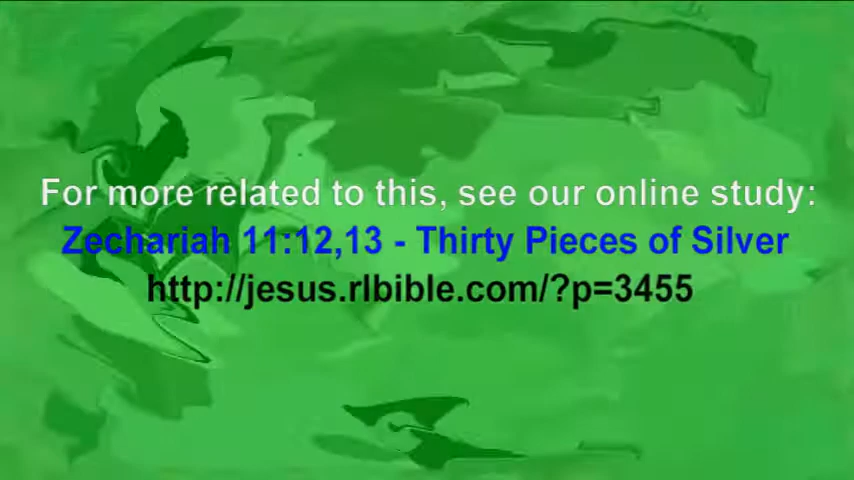 For more related to this, see our online study:
Zechariah 11:12,13 - Thirty Pieces of Silver
http://jesus.rlbible.com/?p=3455